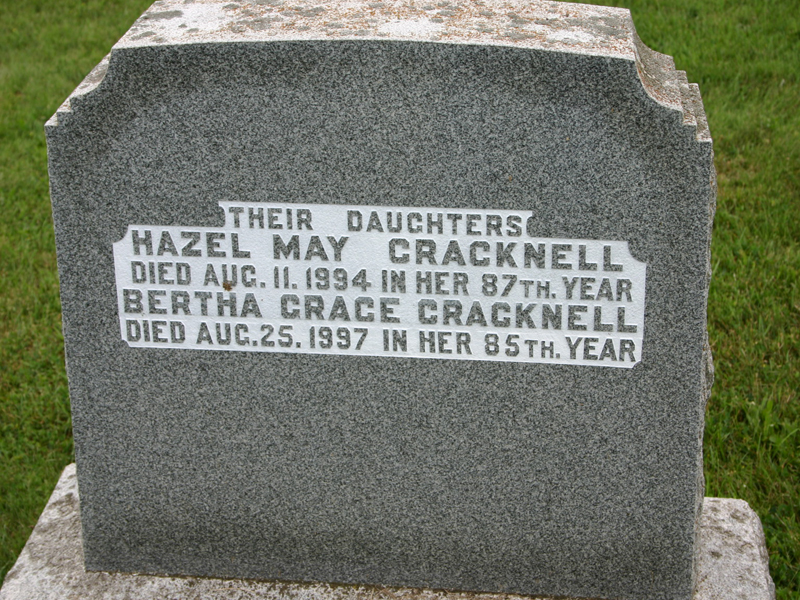 THEIR DAUGHTERS
HAZEL MAY CRACKNELL
DIED AUG. 11. 1994 IN HER 87TH. YEAR
BERTHA GRACE CRACKNELL
DIED AUG. 25. 1997 IN HER 85TH. YEAR